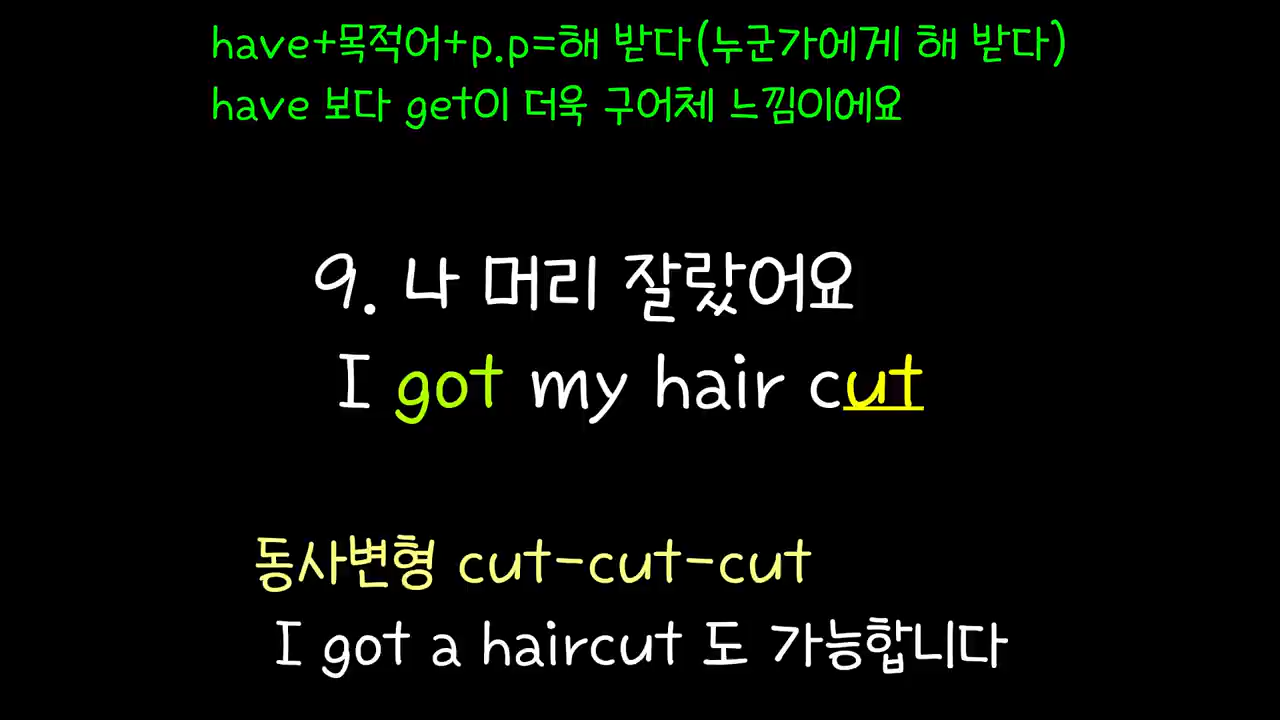 have+목적어+p.p=해 받다(누군가에게 해 받다)
have 보다 get이 더욱 구어체 느낌이에요
9. 나 머리 잘랐어요
I got my hair cut
동사변형 cut-cut-cut
I got a haircut 도 가능합니다